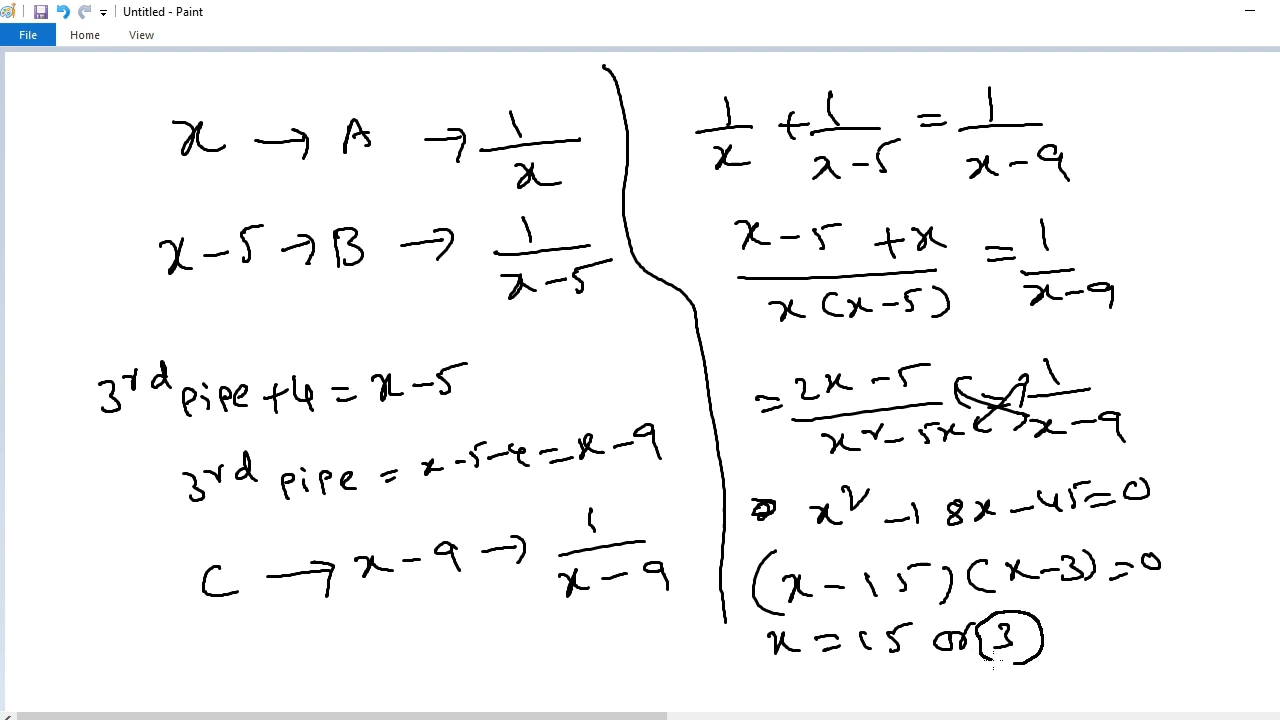 Untitled - Paint
File Home View
x → A → 1/x
x-5 → B → 1/(x-5)
3rd pipe + 4 = x-5
3rd pipe = x-5-4 = x-9
C → x-9 → 1/(x-9)
1/x + 1/(x-5) = 1/(x-9)
(x-5+x)/(x(x-5)) = 1/(x-9)
= (2x-5)/(x²-5x) = 1/(x-9)
x² -18x -45 = 0
(x-15)(x-3) = 0
x = 15 or 3